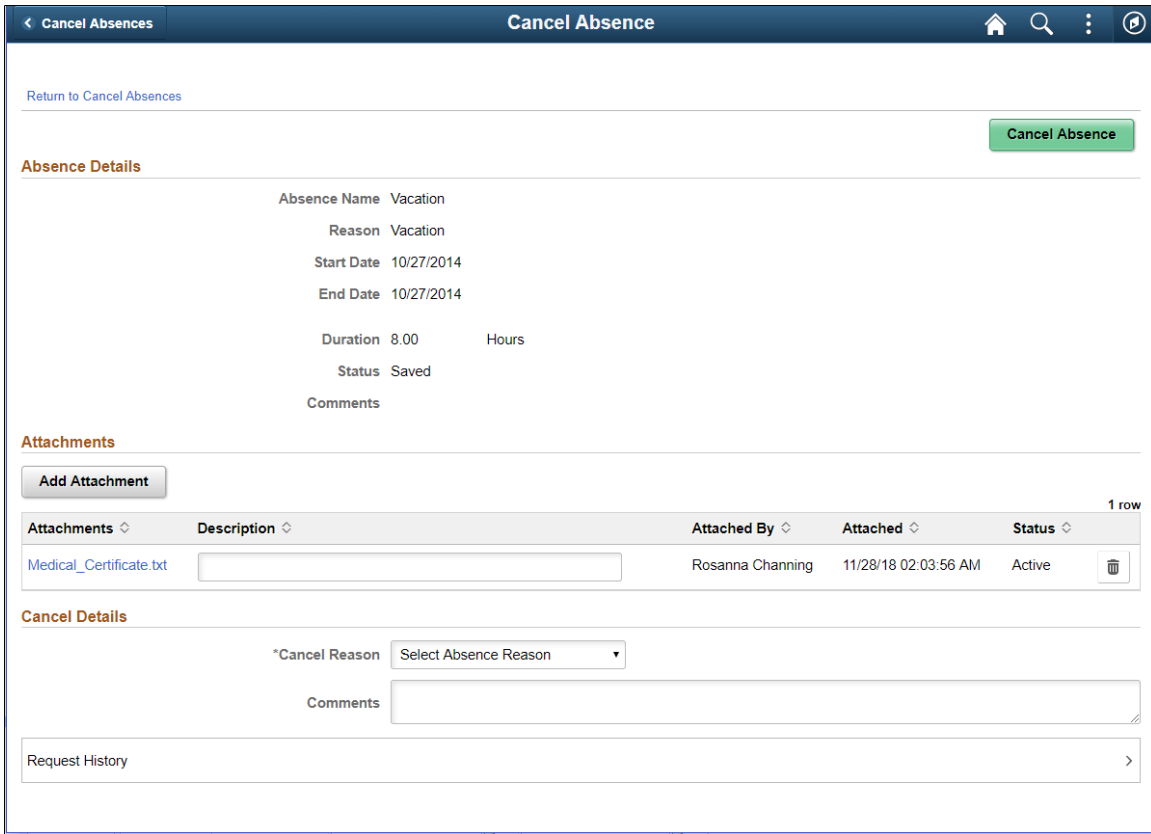 Cancel Absences Cancel Absence
Return to Cancel Absences
Cancel Absence
Absence Details
Absence Name Vacation
Reason Vacation
Start Date 10/27/2014
End Date 10/27/2014
Duration 8.00 Hours
Status Saved
Comments
Attachments
Add Attachment
1 row
Attachments Description Attached By Attached Status
Medical_Certificate.txt Rosanna Channing 11/28/18 02:03:56 AM Active
Cancel Details
*Cancel Reason Select Absence Reason
Comments
Request History